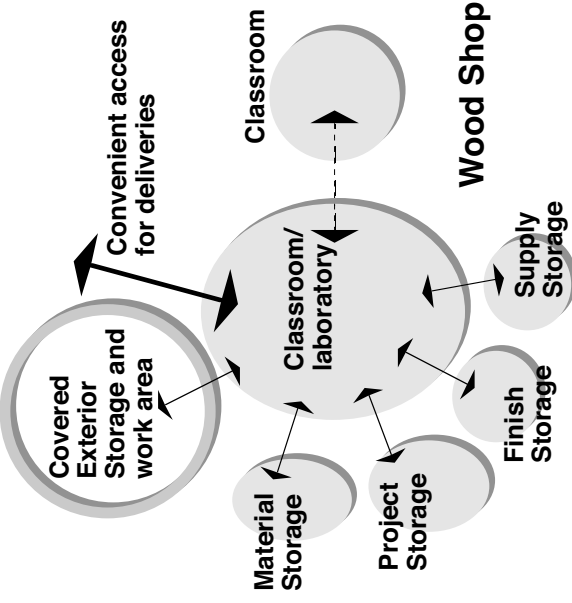 Covered
Exterior
Storage and
work area
Convenient access
for deliveries
Material
Storage
Classroom/
laboratory
Classroom
Project
Storage
Finish
Storage
Supply
Storage
Wood Shop